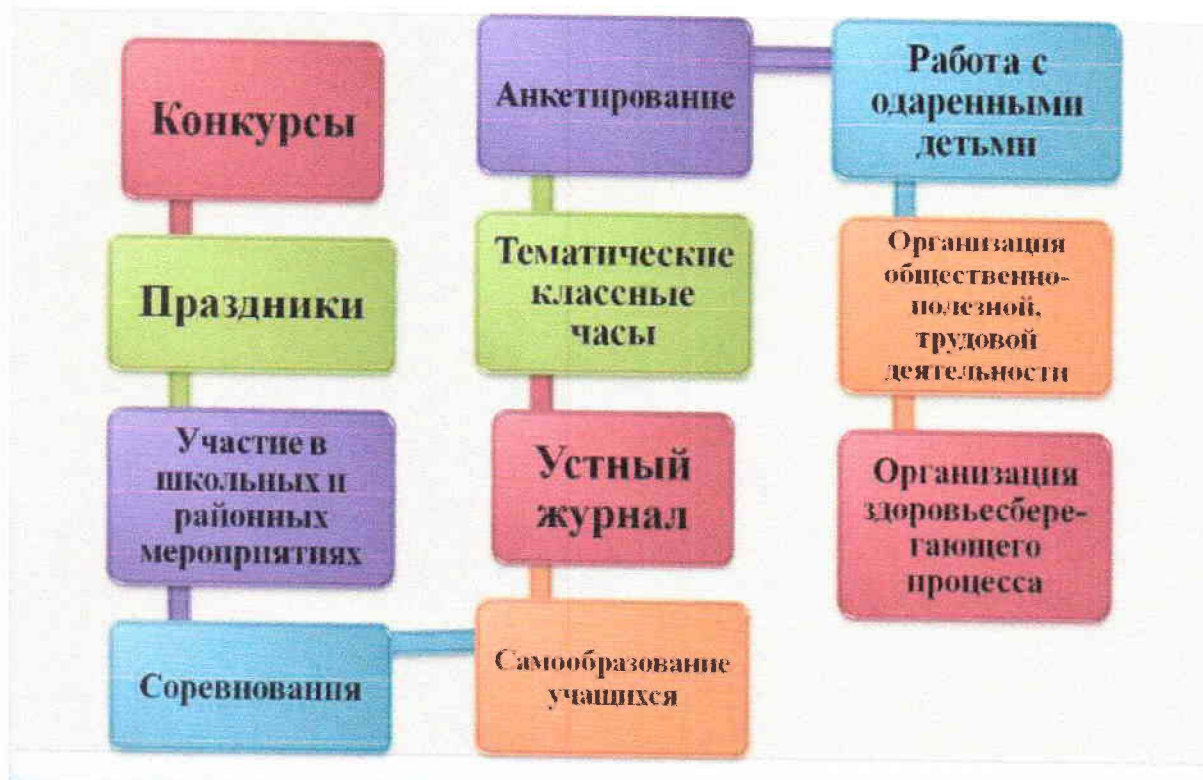 Конкурсы
Праздники
Участие в
школьных и
районных
мероприятиях
Соревнования
Самообразование
учащихся
Устный
журнал
Тематические
классные
часы
Анкетирование
Работа с
одаренными
детьми
Организация
общественно-
полезной,
трудовой
деятельности
Организация
здоровьесбере-
гающего
процесса